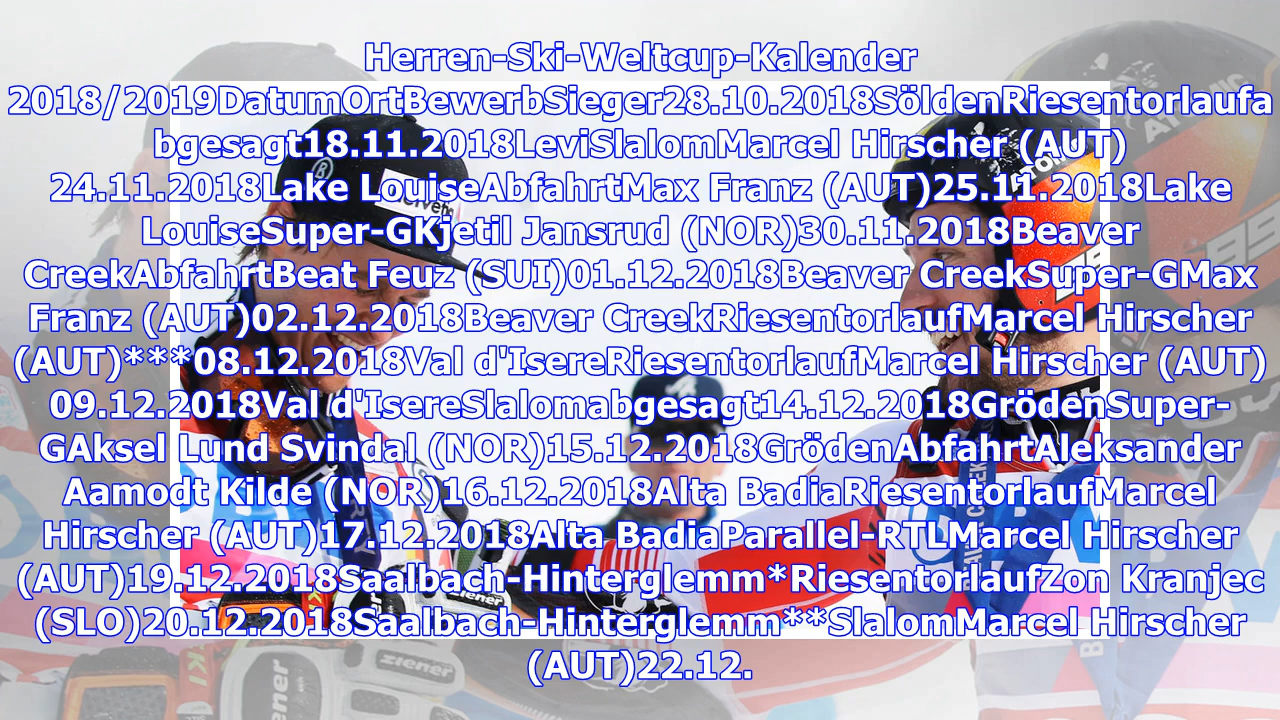 Herren-Ski-Weltcup-Kalender
2018/2019DatumOrtBewerbSieger28.10.2018SöldenRiesentorlaufa
bgesagt18.11.2018LeviSlalomMarcel Hirscher (AUT)
24.11.2018Lake LouiseAbfahrtMax Franz (AUT)25.11.2018Lake
LouiseSuper-GKjetil Jansrud (NOR)30.11.2018Beaver
CreekAbfahrtBeat Feuz (SUI)01.12.2018Beaver CreekSuper-GMax
Franz (AUT)02.12.2018Beaver CreekRiesentorlaufMarcel Hirscher
(AUT)***08.12.2018Val d'IsereRiesentorlaufMarcel Hirscher (AUT)
09.12.2018Val d'IsereSlalomabgesagt14.12.2018GrödenSuper-
GAksel Lund Svindal (NOR)15.12.2018GrödenAbfahrtAleksander
Aamodt Kilde (NOR)16.12.2018Alta BadiaRiesentorlaufMarcel
Hirscher (AUT)17.12.2018Alta BadiaParallel-RTLMarcel Hirscher
(AUT)19.12.2018Saalbach-Hinterglemm*RiesentorlaufZon Kranjec
(SLO)20.12.2018Saalbach-Hinterglemm**SlalomMarcel Hirscher
(AUT)22.12.
ziener
ziener